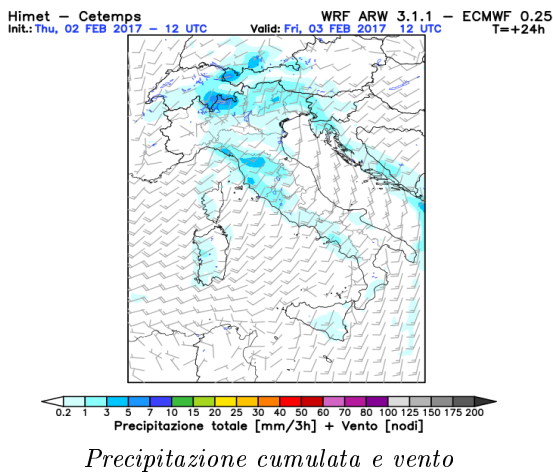 Himet − Cetemps WRF ARW 3.1.1 − ECMWF 0.25
Init.: Thu, 02 FEB 2017 − 12 UTC Valid: Fri, 03 FEB 2017 12 UTC T=+24h
0.2 1 3 5 7 10 15 20 25 30 40 50 60 70 80 100 125 150 175 200
Precipitazione totale [mm/3h] + Vento [nodi]
Precipitazione cumulata e vento